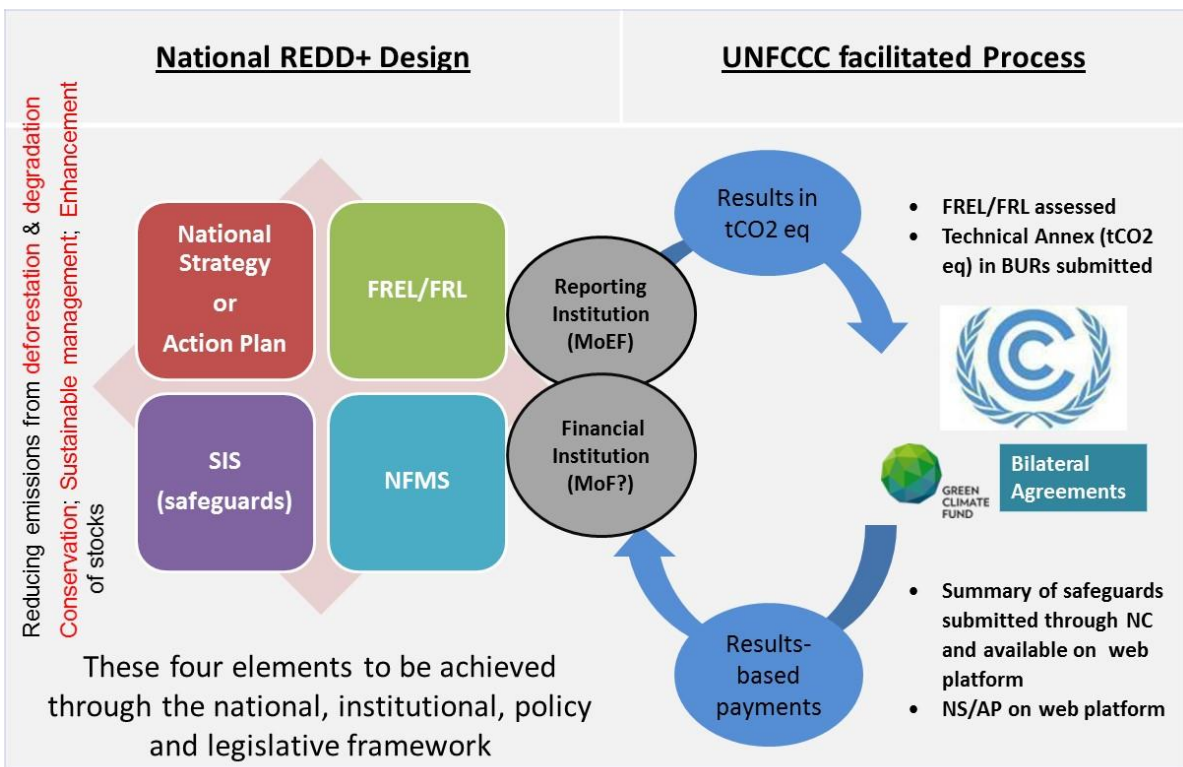 National REDD+ Design
UNFCCC facilitated Process
Reducing emissions from deforestation & degradation
Conservation; Sustainable management; Enhancement
of stocks
National
Strategy
or
Action Plan
FREL/FRL
SIS
(safeguards)
NFMS
Reporting
Institution
(MoEF)
Financial
Institution
(MoF?)
Results in
tCO2 eq
• FREL/FRL assessed
• Technical Annex (tCO2
eq) in BURs submitted
GREEN
CLIMATE
FUND
Bilateral
Agreements
Results-
based
payments
• Summary of safeguards
submitted through NC
and available on web
platform
• NS/AP on web platform
These four elements to be achieved
through the national, institutional, policy
and legislative framework